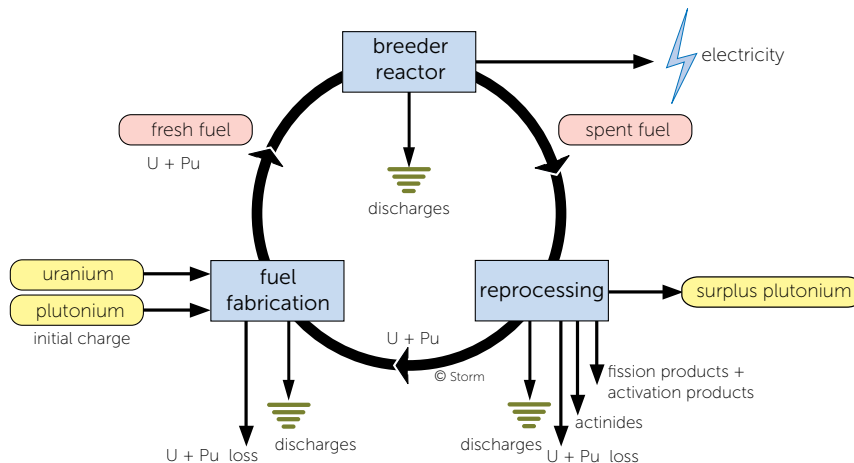 breeder
reactor
electricity
fresh fuel
U + Pu
spent fuel
discharges
uranium
plutonium
initial charge
fuel
fabrication
reprocessing
surplus plutonium
U + Pu
© Storm
fission products +
activation products
actinides
discharges
U + Pu loss
discharges
U + Pu loss